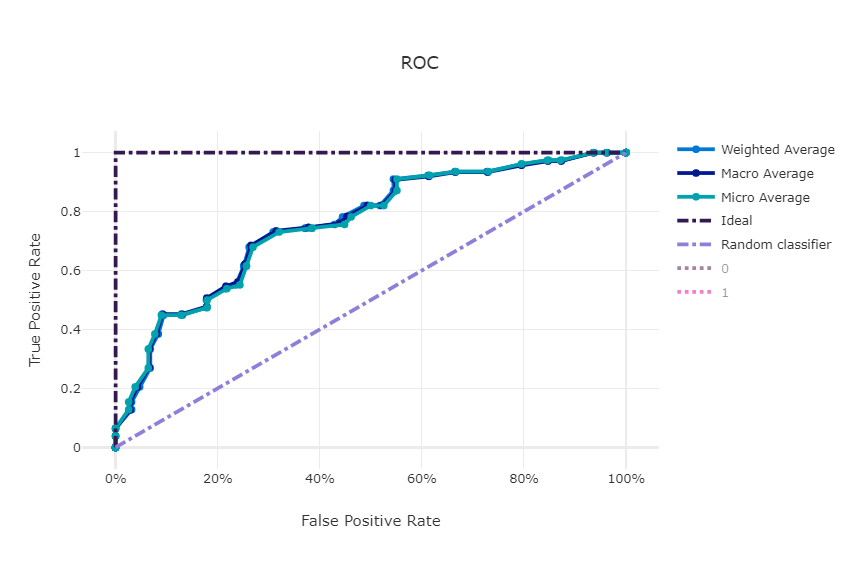 ROC
1
0.8
0.6
0.4
0.2
0
True Positive Rate
0%
20%
40%
60%
80%
100%
False Positive Rate
Weighted Average
Macro Average
Micro Average
Ideal
Random classifier
0
1